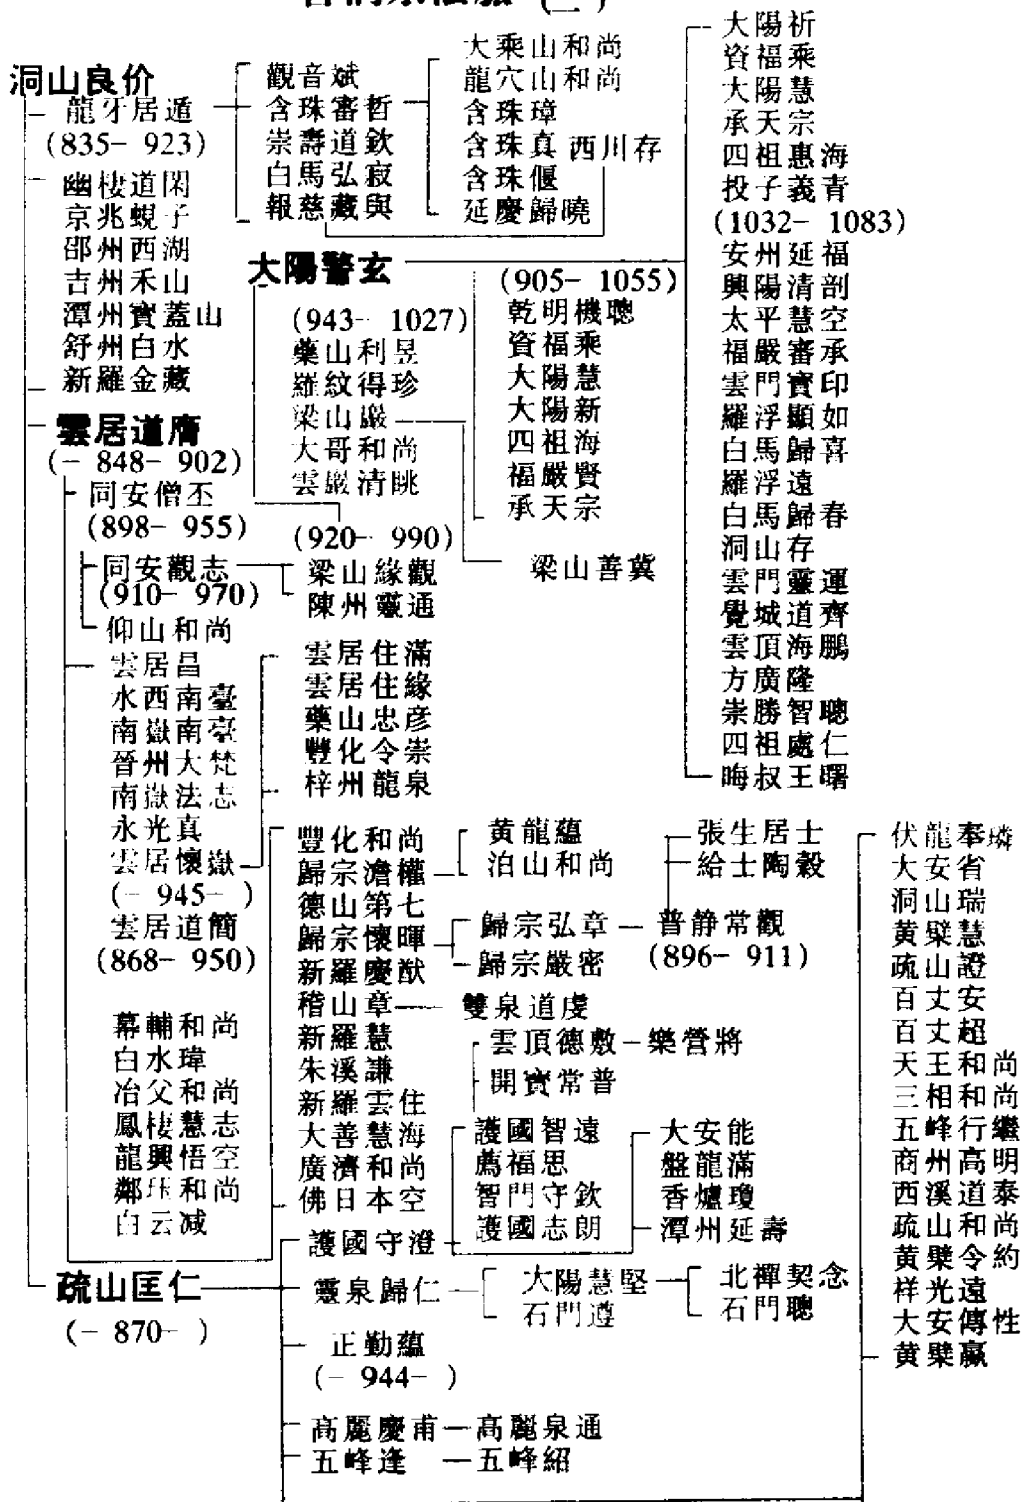 (二)
洞山良价
龍牙居遁
(835- 923)
幽棲道閑
京兆蜆子
邵州西湖
吉州禾山
潭州寶蓋山
舒州白水
新羅金藏
雲居道膺
(- 848- 902)
同安僧丕
(898- 955)
同安觀志
(910- 970)
仰山和尚
雲居昌
水西南臺
南嶽南臺
晉州大梵
南嶽法志
永光真
雲居懷嶽
(- 945- )
雲居道簡
(868- 950)
幕輔和尚
白水瑋
冶父和尚
鳳棲慧志
龍興悟空
和尚
白云减
疏山匡仁
(- 870- )
觀音斌
含珠審哲
崇壽道欽
白馬弘寂
報慈藏與
大乘山和尚
龍穴山和尚
含珠璋
含珠真 西川存
含珠偃
延慶歸曉
大陽警玄
(943- 1027)
藥山利昱
羅紋得珍
梁山巖
大哥和尚
雲巖清眺
(920- 990)
梁山緣觀
陳州靈通
(905- 1055)
乾明機聰
資福乘
大陽慧
大陽新
四祖海
福嚴賢
承天宗
梁山善冀
大陽祈
資福乘
大陽慧
承天宗
四祖惠海
投子義青
(1032- 1083)
安州延福
興陽清剖
太平慧空
福嚴審承
雲門寶印
羅浮顯如
白馬歸喜
羅浮遠
白馬歸春
洞山存
雲門靈運
覺城道齊
雲頂海鵬
方廣隆
崇勝智聰
四祖處仁
晦叔王曙
雲居住滿
雲居住緣
藥山忠彦
豐化令崇
梓州龍泉
豐化和尚
歸宗澹權
德山第七
歸宗懷暉
新羅慶猷
稽山章
新羅慧
朱溪謙
新羅雲住
大善慧海
廣濟和尚
佛日本空
黄龍蘊
泊山和尚
歸宗弘章
歸宗嚴密
雙泉道虔
張生居士
給士陶穀
普静常觀
(896- 911)
雲頂德敷 樂營將
開寶常普
護國智遠
薦福思
智門守欽
護國志朗
大安能
盤龍滿
香爐瓊
潭州延壽
護國守澄
靈泉歸仁
大陽慧堅
石門遵
北禪契念
石門聰
正勤蘊
(- 944- )
高麗慶甫 高麗泉通
五峰逢 五峰紹
伏龍奉璘
大安省
洞山瑞
黄檗慧
疏山證
百丈安
百丈超
天王和尚
三相和尚
五峰行繼
商州高明
西溪道泰
疏山和尚
黄檗令約
祥光遠
大安傳性
黄檗嬴